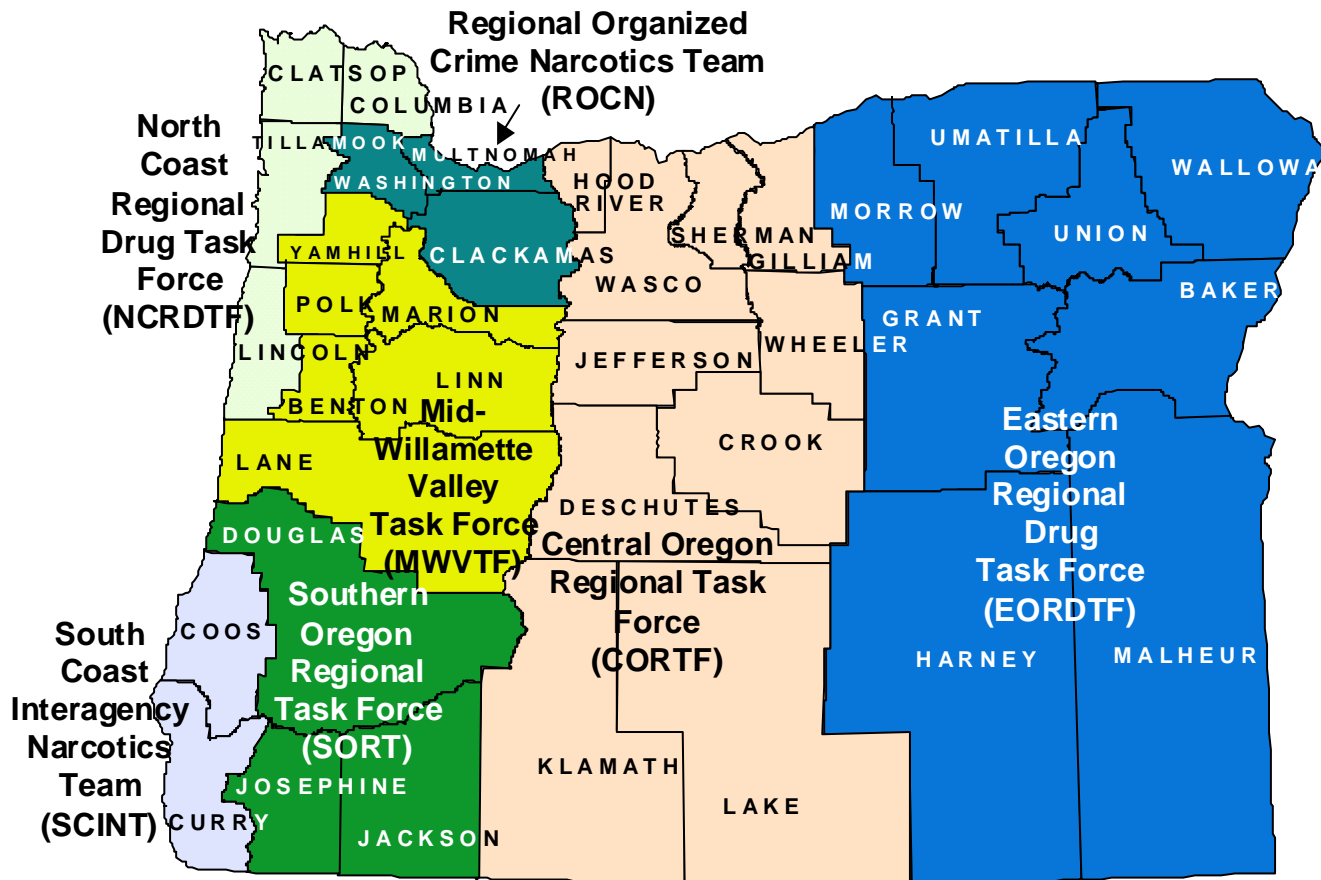 Regional Organized
Crime Narcotics Team
(ROCN)
CLATSOP
COLUMBIA
North
Coast
Regional
Drug Task
Force
(NCRDTF)
TILLAMOOK
MULTNOMAH
WASHINGTON
HOOD
RIVER
UMATILLA
WALLOWA
MORROW
UNION
SHERMAN
GILLIAM
YAMHILL
CLACKAMAS
WASCO
BAKER
POLK
MARION
GRANT
LINCOLN
JEFFERSON
WHEELER
LINN
BENTON
CROOK
LANE
Mid-
Willamette
Valley
Task Force
(MWVTF)
DESCHUTES
Central Oregon
Regional Task
Force
(CORTF)
Eastern
Oregon
Regional
Drug
Task Force
(EORDTF)
DOUGLAS
Southern
Oregon
Regional
Task Force
(SORT)
COOS
South
Coast
Interagency
Narcotics
Team
(SCINT)
HARNEY
MALHEUR
KLAMATH
LAKE
JOSEPHINE
CURRY
JACKSON